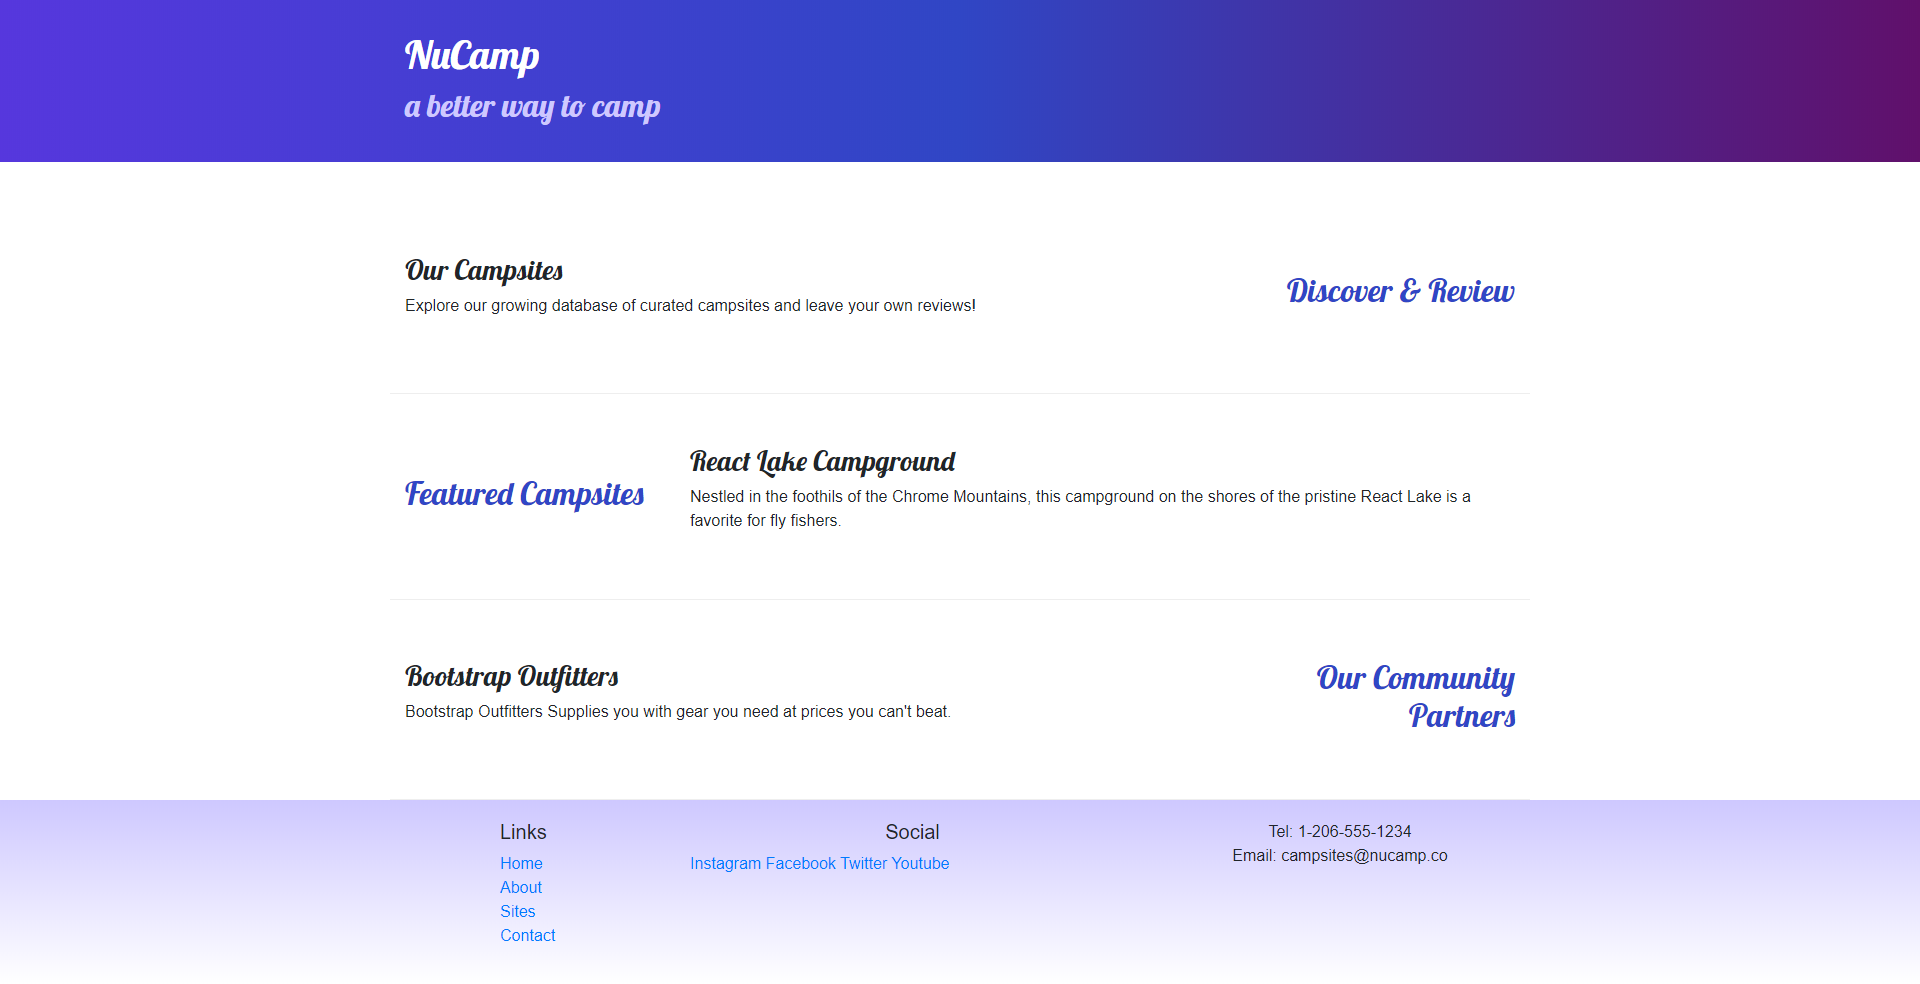 NuCamp
a better way to camp
Our Campsites
Explore our growing database of curated campsites and leave your own reviews!
Discover & Review
Featured Campsites
React Lake Campground
Nestled in the foothils of the Chrome Mountains, this campground on the shores of the pristine React Lake is a
favorite for fly fishers.
Bootstrap Outfitters
Bootstrap Outfitters Supplies you with gear you need at prices you can't beat.
Our Community
Partners
Links
Home
About
Sites
Contact
Social
Instagram Facebook Twitter Youtube
Tel: 1-206-555-1234
Email: campsites@nucamp.co